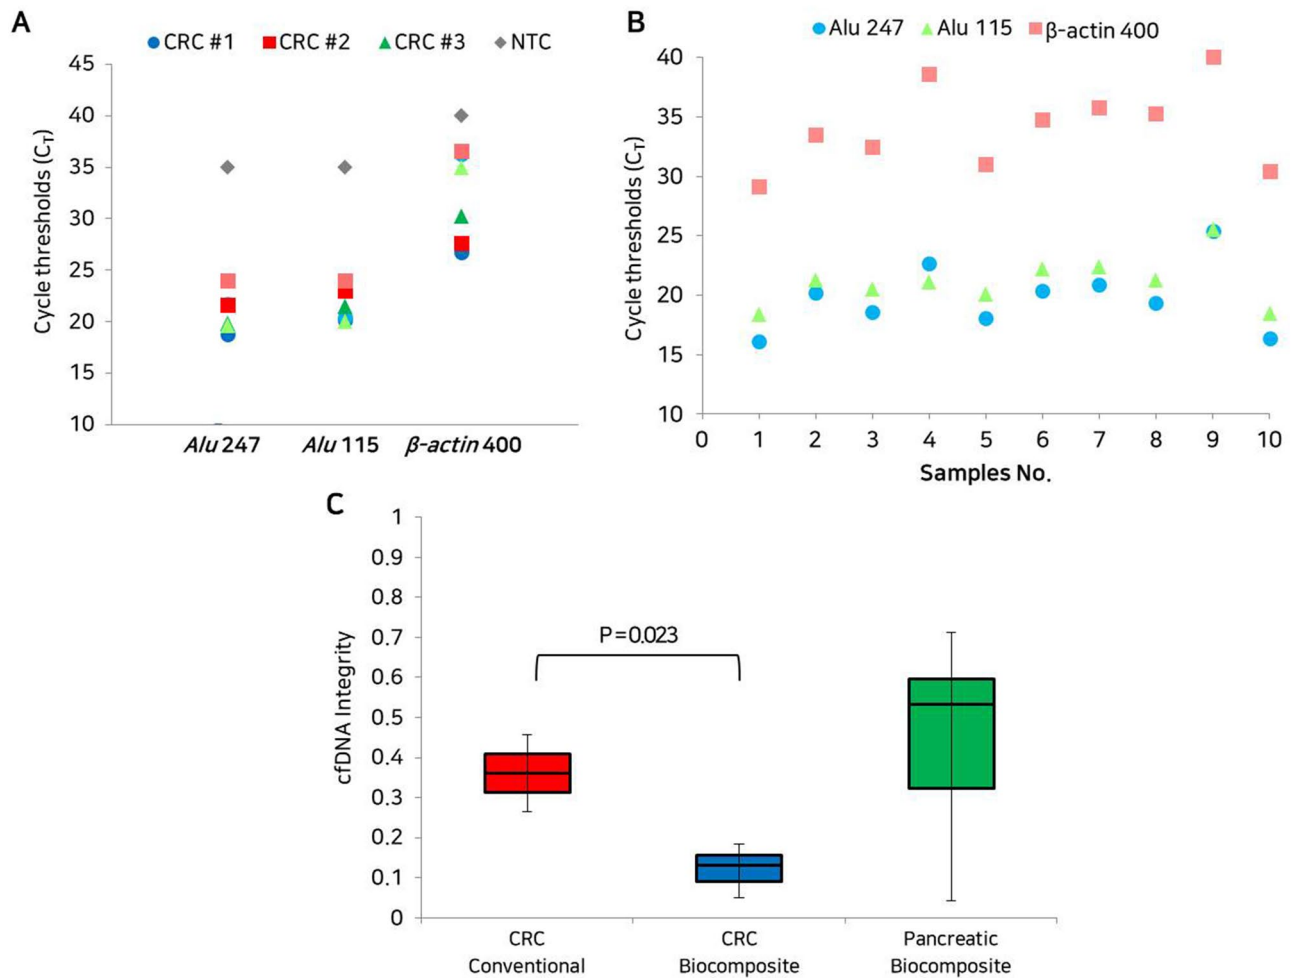 A
CRC #1 CRC #2 CRC #3 NTC
Cycle thresholds (CT)
45
40
35
30
25
20
15
10
Alu 247 Alu 115 β-actin 400
B
Alu 247 Alu 115 β-actin 400
Cycle thresholds (CT)
40
35
30
25
20
15
10
0 1 2 3 4 5 6 7 8 9 10
Samples No.
C
cfDNA Integrity
1
0.9
0.8
0.7
0.6
0.5
0.4
0.3
0.2
0.1
0
P=0.023
CRC
Conventional
CRC
Biocomposite
Pancreatic
Biocomposite